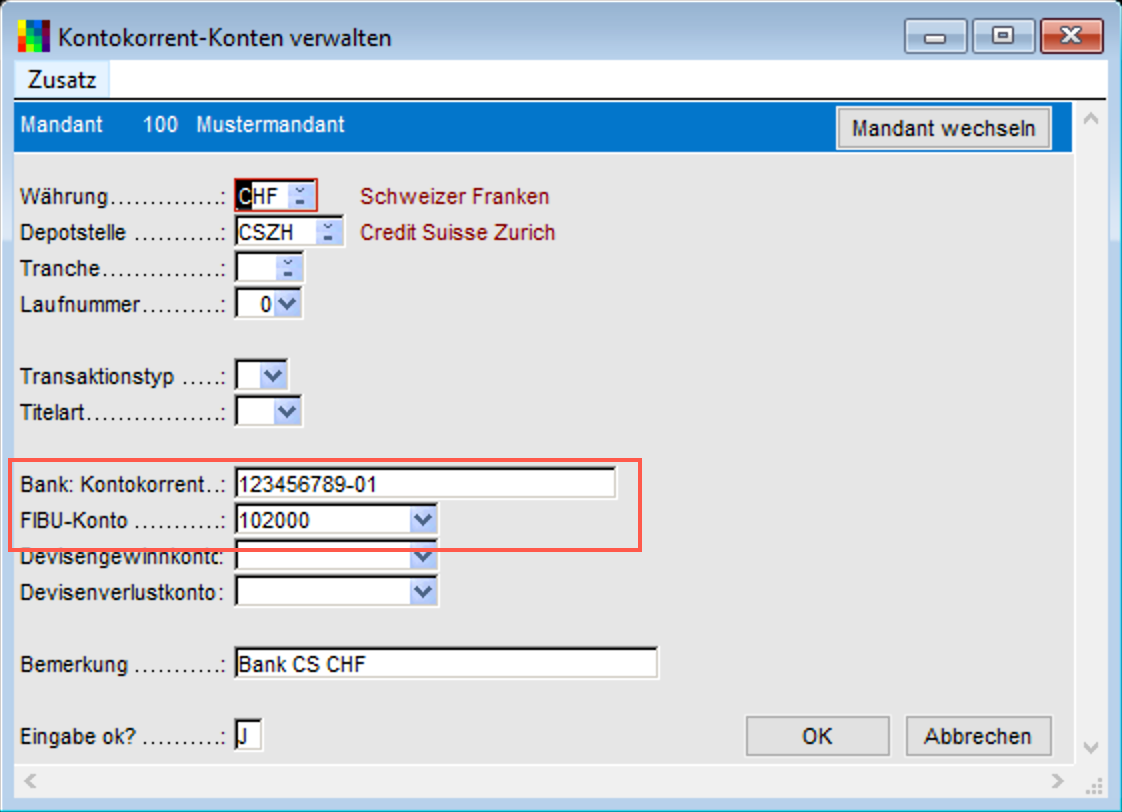 Kontokorrent-Konten verwalten
Zusatz
Mandant 100 Mustermandant Mandant wechseln
Währung..............: CHF Schweizer Franken
Depotstelle ..........: CSZH Credit Suisse Zurich
Tranche...............:
Laufnummer..........: 0
Transaktionstyp .....:
Titelart.................:
Bank: Kontokorrent..: 123456789-01
FIBU-Konto ..........: 102000
Devisengewinnkonto:
Devisenverlustkonto:
Bemerkung ..........: Bank CS CHF
Eingabe ok? ..........: J OK Abbrechen